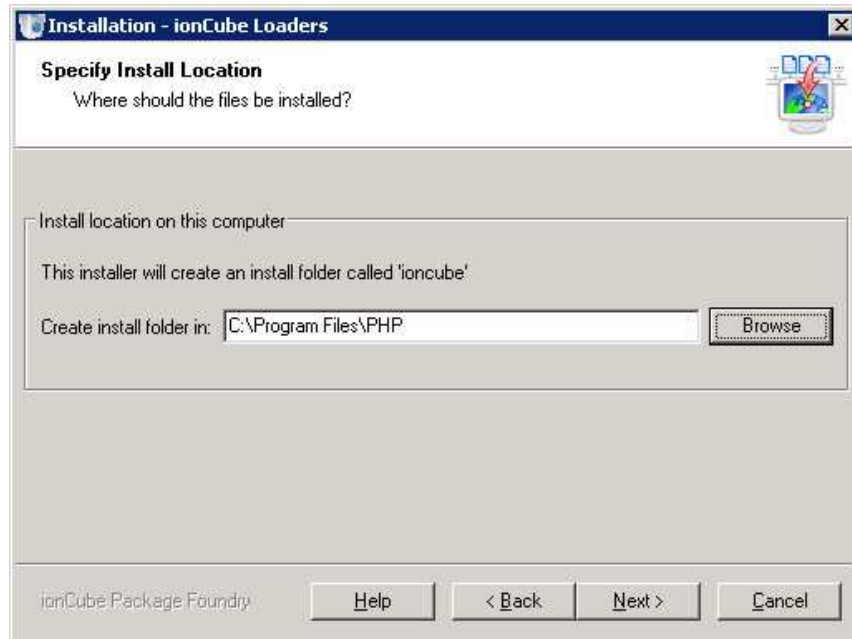 Installation - ionCube Loaders
Specify Install Location
Where should the files be installed?
Install location on this computer
This installer will create an install folder called 'ioncube'
Create install folder in: C:\Program Files\PHP Browse
ionCube Package Foundry Help < Back Next > Cancel